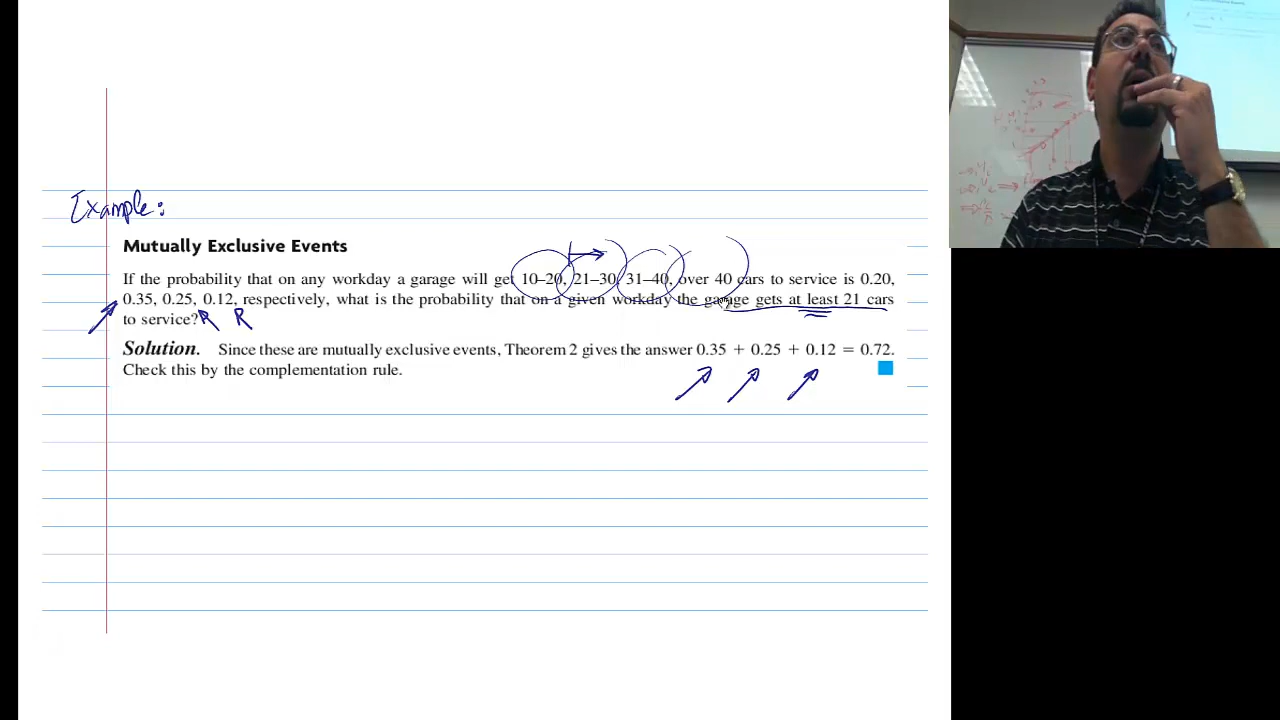 Example:
Mutually Exclusive Events
If the probability that on any workday a garage will get 10–20, 21–30, 31–40, over 40 cars to service is 0.20,
0.35, 0.25, 0.12, respectively, what is the probability that on a given workday the garage gets at least 21 cars
to service?
Solution. Since these are mutually exclusive events, Theorem 2 gives the answer 0.35 + 0.25 + 0.12 = 0.72.
Check this by the complementation rule.